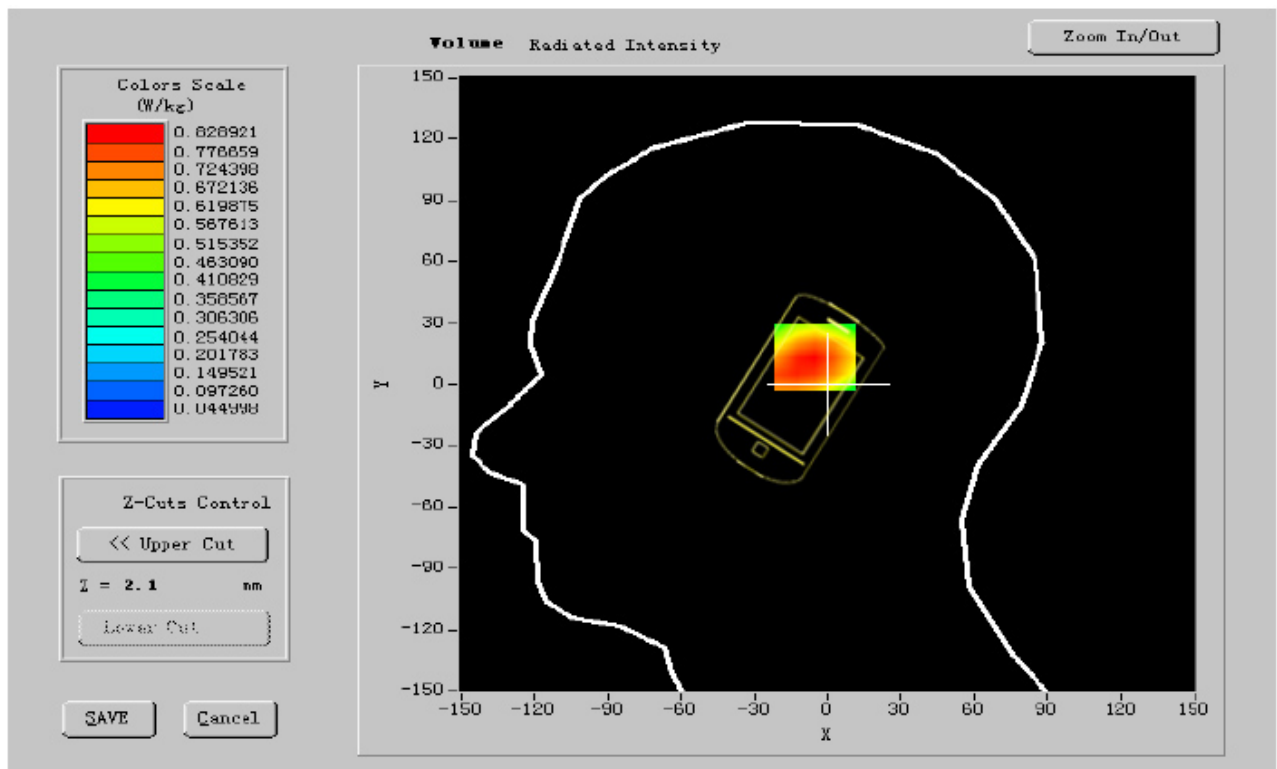 Volume Radiated Intensity
Zoom In/Out
Colors Scale
(W/kg)
0.828921
0.776659
0.724398
0.672136
0.619875
0.567613
0.515352
0.463090
0.410829
0.358567
0.306306
0.254044
0.201783
0.149521
0.097260
0.044998
Z-Cuts Control
<< Upper Cut
Z = 2.1 mm
Lower Cut
SAVE Cancel
150
120
90
60
30
0
-30
-60
-90
-120
-150
Y
-150 -120 -90 -60 -30 0 30 60 90 120 150
X